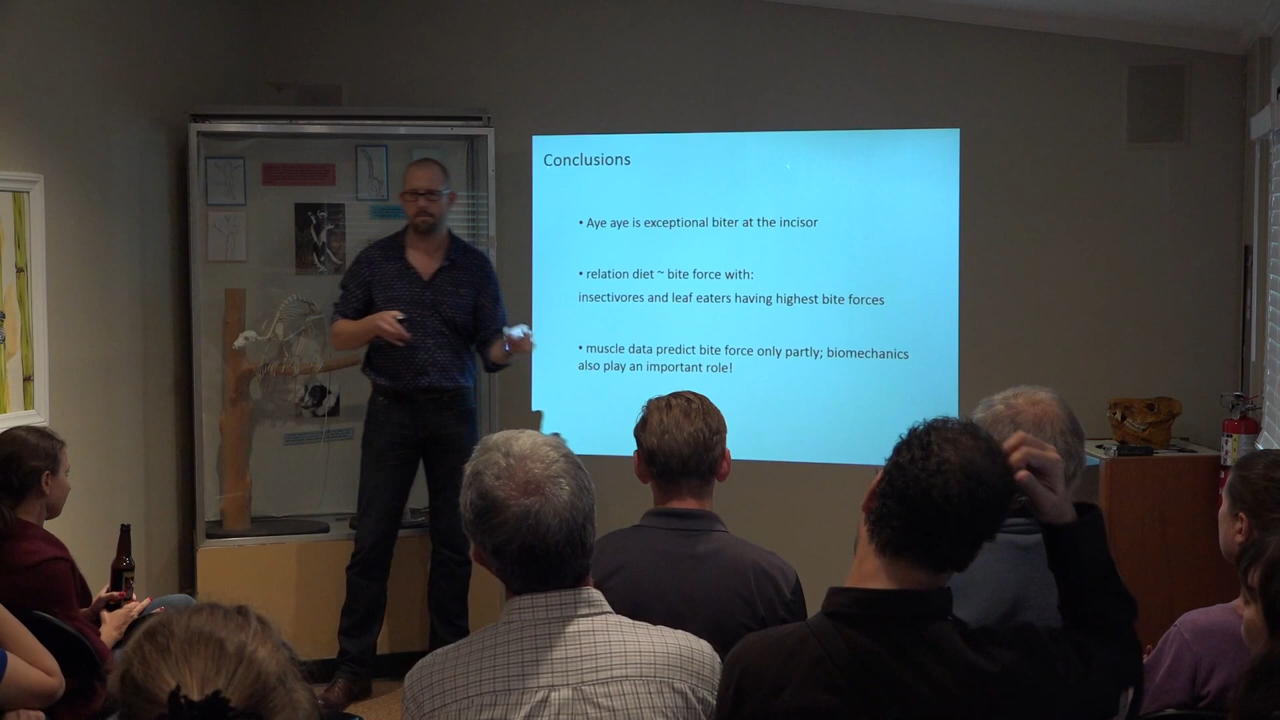 Conclusions
• Aye aye is exceptional biter at the incisor
• relation diet ~ bite force with:
insectivores and leaf eaters having highest bite forces
• muscle data predict bite force only partly; biomechanics
also play an important role!